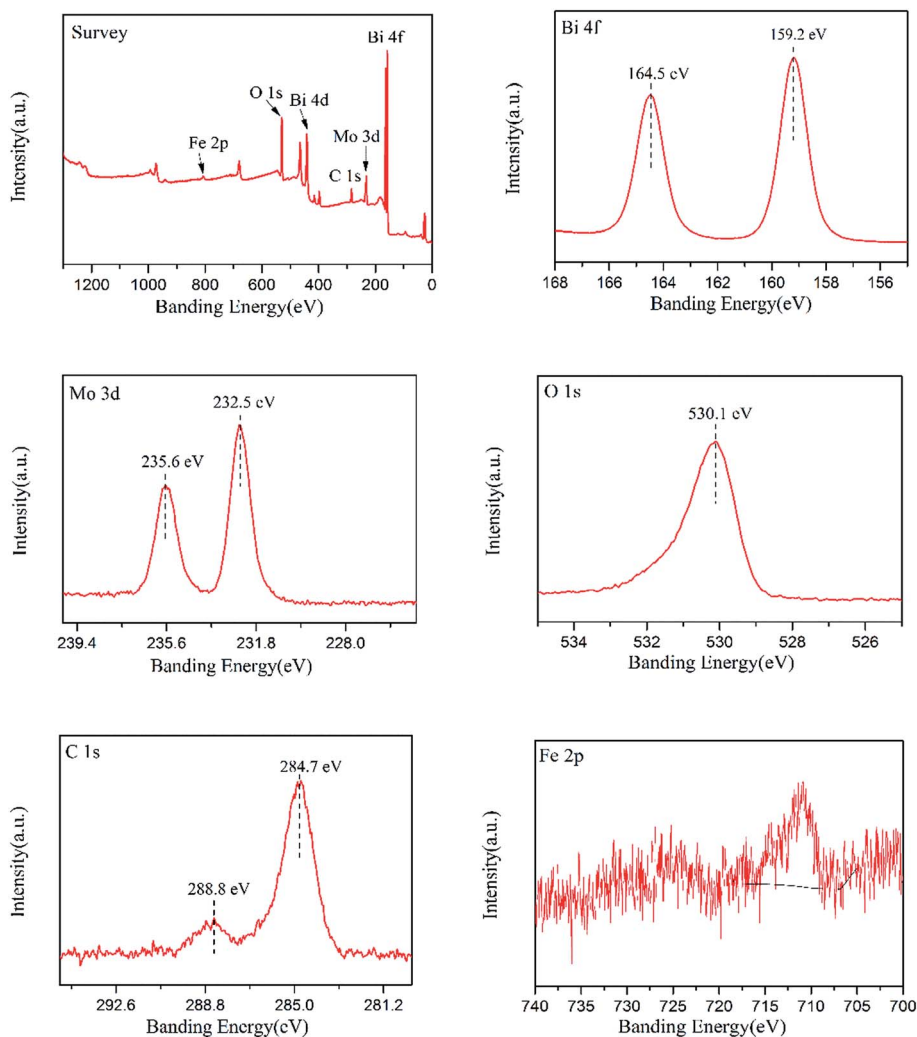 Survey
Bi 4f
O 1s
Bi 4d
Mo 3d
Fe 2p
C 1s
Intensity(a.u.)
1200 1000 800 600 400 200 0
Banding Energy(eV)
Bi 4f
159.2 eV
164.5 eV
Intensity(a.u.)
168 166 164 162 160 158 156
Banding Energy(eV)
Mo 3d
232.5 eV
235.6 eV
Intensity(a.u.)
239.4 235.6 231.8 228.0
Banding Energy(eV)
O 1s
530.1 eV
Intensity(a.u.)
534 532 530 528 526
Banding Energy(eV)
C 1s
284.7 eV
288.8 eV
Intensity(a.u.)
292.6 288.8 285.0 281.2
Banding Energy(eV)
Fe 2p
Intensity(a.u.)
740 735 730 725 720 715 710 705 700
Banding Energy(eV)